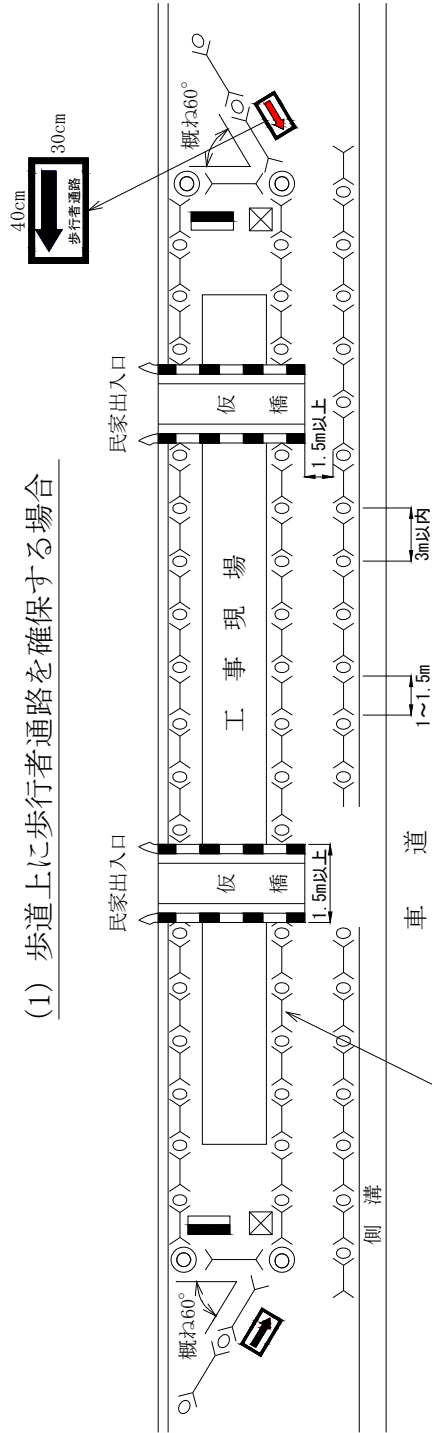 (1) 歩道上に歩行者通路を確保する場合
40cm
30cm
歩行者通路
概ね60°
概ね60°
民家出入口
民家出入口
仮橋
仮橋
工事現場
1.5m以上
1.5m以上
1～1.5m
3m以内
側溝
車道